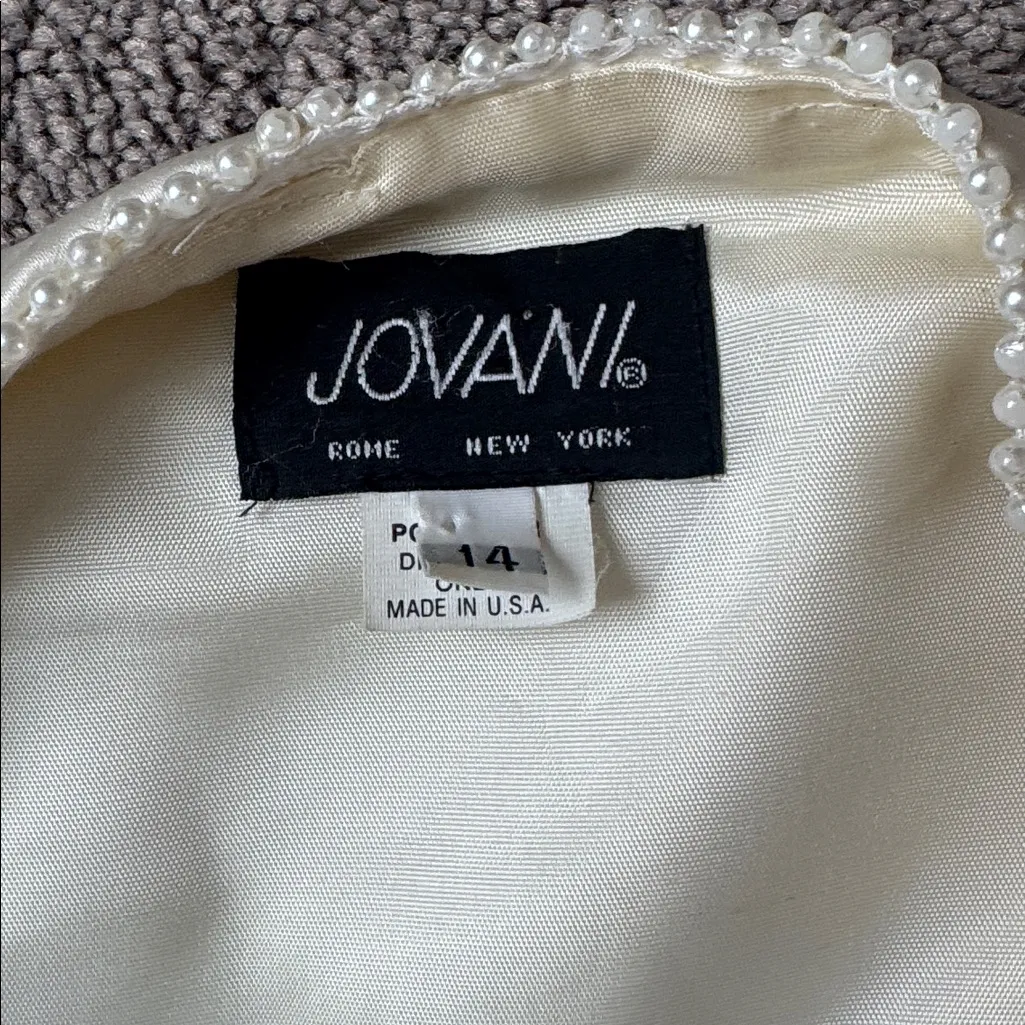 JOVANI®
ROME NEW YORK
14
MADE IN U.S.A.